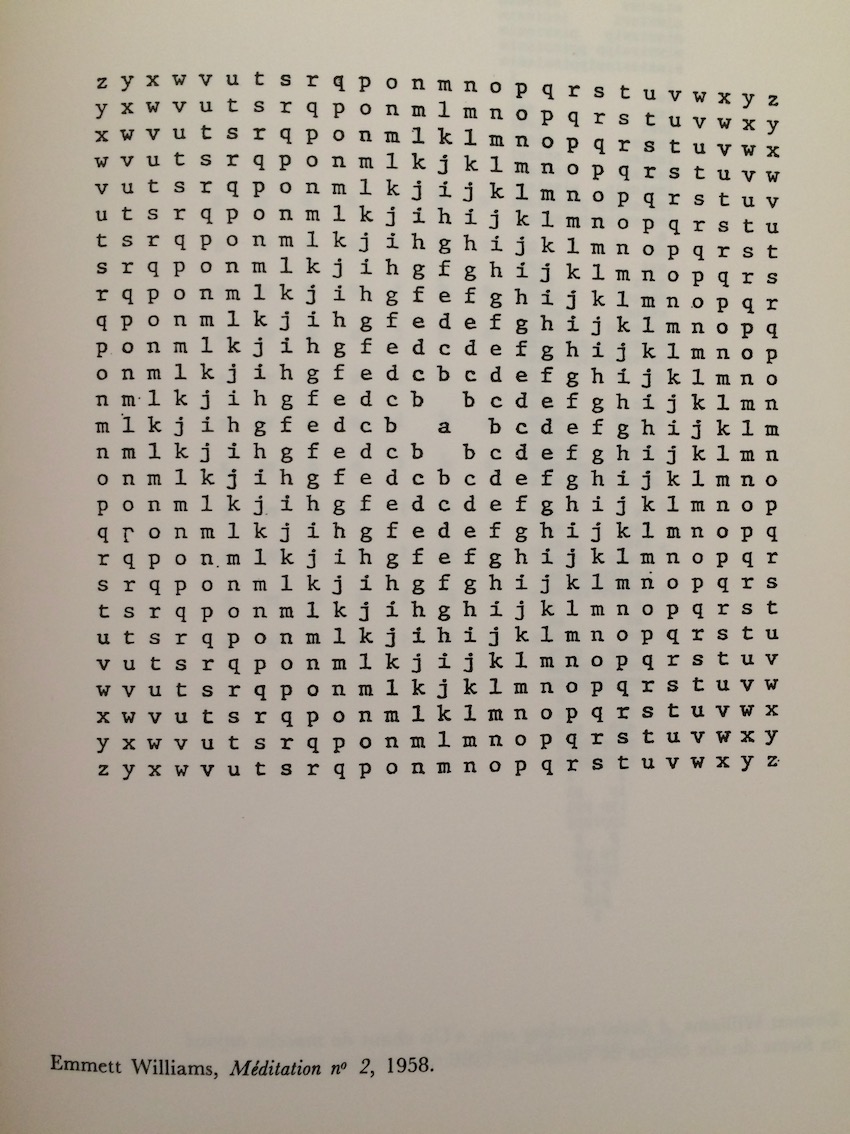 z y x w v u t s r q p o n m n o p q r s t u v w x y z
y x w v u t s r q p o n m l m n o p q r s t u v w x y
x w v u t s r q p o n m l k l m n o p q r s t u v w x
w v u t s r q p o n m l k j k l m n o p q r s t u v w
v u t s r q p o n m l k j i j k l m n o p q r s t u v
u t s r q p o n m l k j i h i j k l m n o p q r s t u
t s r q p o n m l k j i h g h i j k l m n o p q r s t
s r q p o n m l k j i h g f g h i j k l m n o p q r s
r q p o n m l k j i h g f e f g h i j k l m n o p q r
q p o n m l k j i h g f e d e f g h i j k l m n o p q
p o n m l k j i h g f e d c d e f g h i j k l m n o p
o n m l k j i h g f e d c b c d e f g h i j k l m n o
n m l k j i h g f e d c b   b c d e f g h i j k l m n
m l k j i h g f e d c b   a   b c d e f g h i j k l m
n m l k j i h g f e d c b   b c d e f g h i j k l m n
o n m l k j i h g f e d c b c d e f g h i j k l m n o
p o n m l k j i h g f e d c d e f g h i j k l m n o p
q p o n m l k j i h g f e d e f g h i j k l m n o p q
r q p o n m l k j i h g f e f g h i j k l m n o p q r
s r q p o n m l k j i h g f g h i j k l m n o p q r s
t s r q p o n m l k j i h g h i j k l m n o p q r s t
u t s r q p o n m l k j i h i j k l m n o p q r s t u
v u t s r q p o n m l k j i j k l m n o p q r s t u v
w v u t s r q p o n m l k j k l m n o p q r s t u v w
x w v u t s r q p o n m l k l m n o p q r s t u v w x
y x w v u t s r q p o n m l m n o p q r s t u v w x y
z y x w v u t s r q p o n m n o p q r s t u v w x y z
Emmett Williams, Méditation nº 2, 1958.